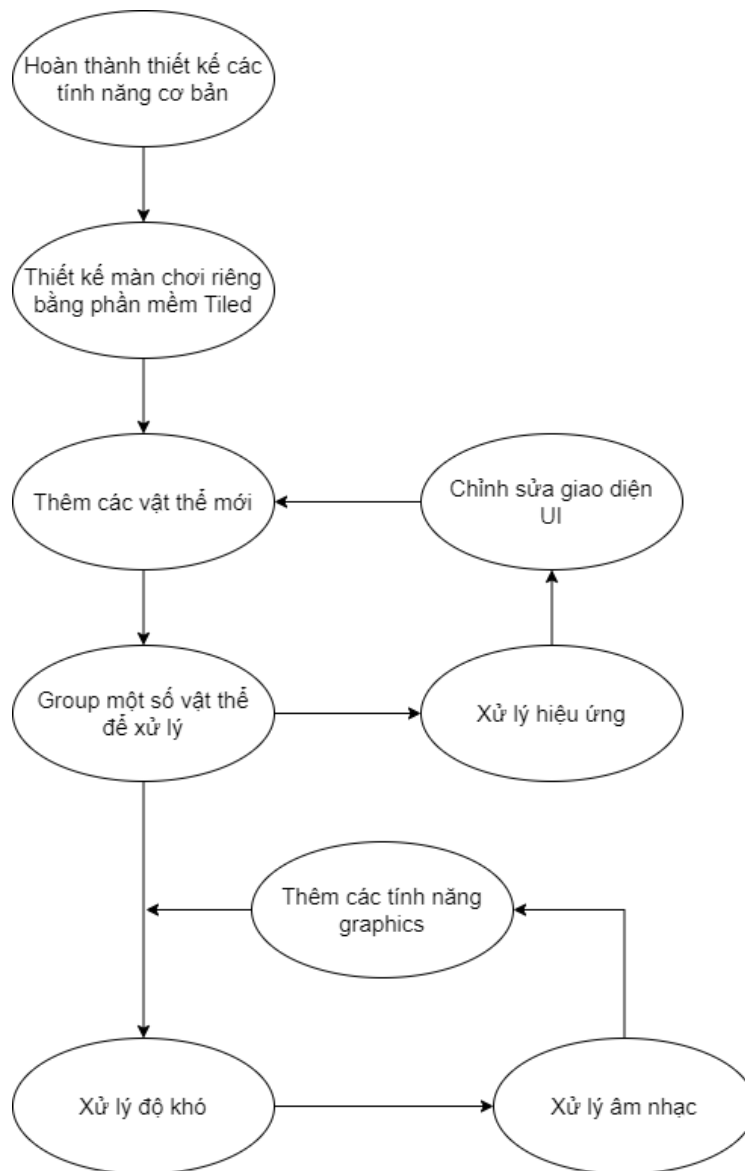 Hoàn thành thiết kế các
tính năng cơ bản
Thiết kế màn chơi riêng
bằng phần mềm Tiled
Thêm các vật thể mới
Chỉnh sửa giao diện
UI
Group một số vật thể
để xử lý
Xử lý hiệu ứng
Thêm các tính năng
graphics
Xử lý độ khó
Xử lý âm nhạc